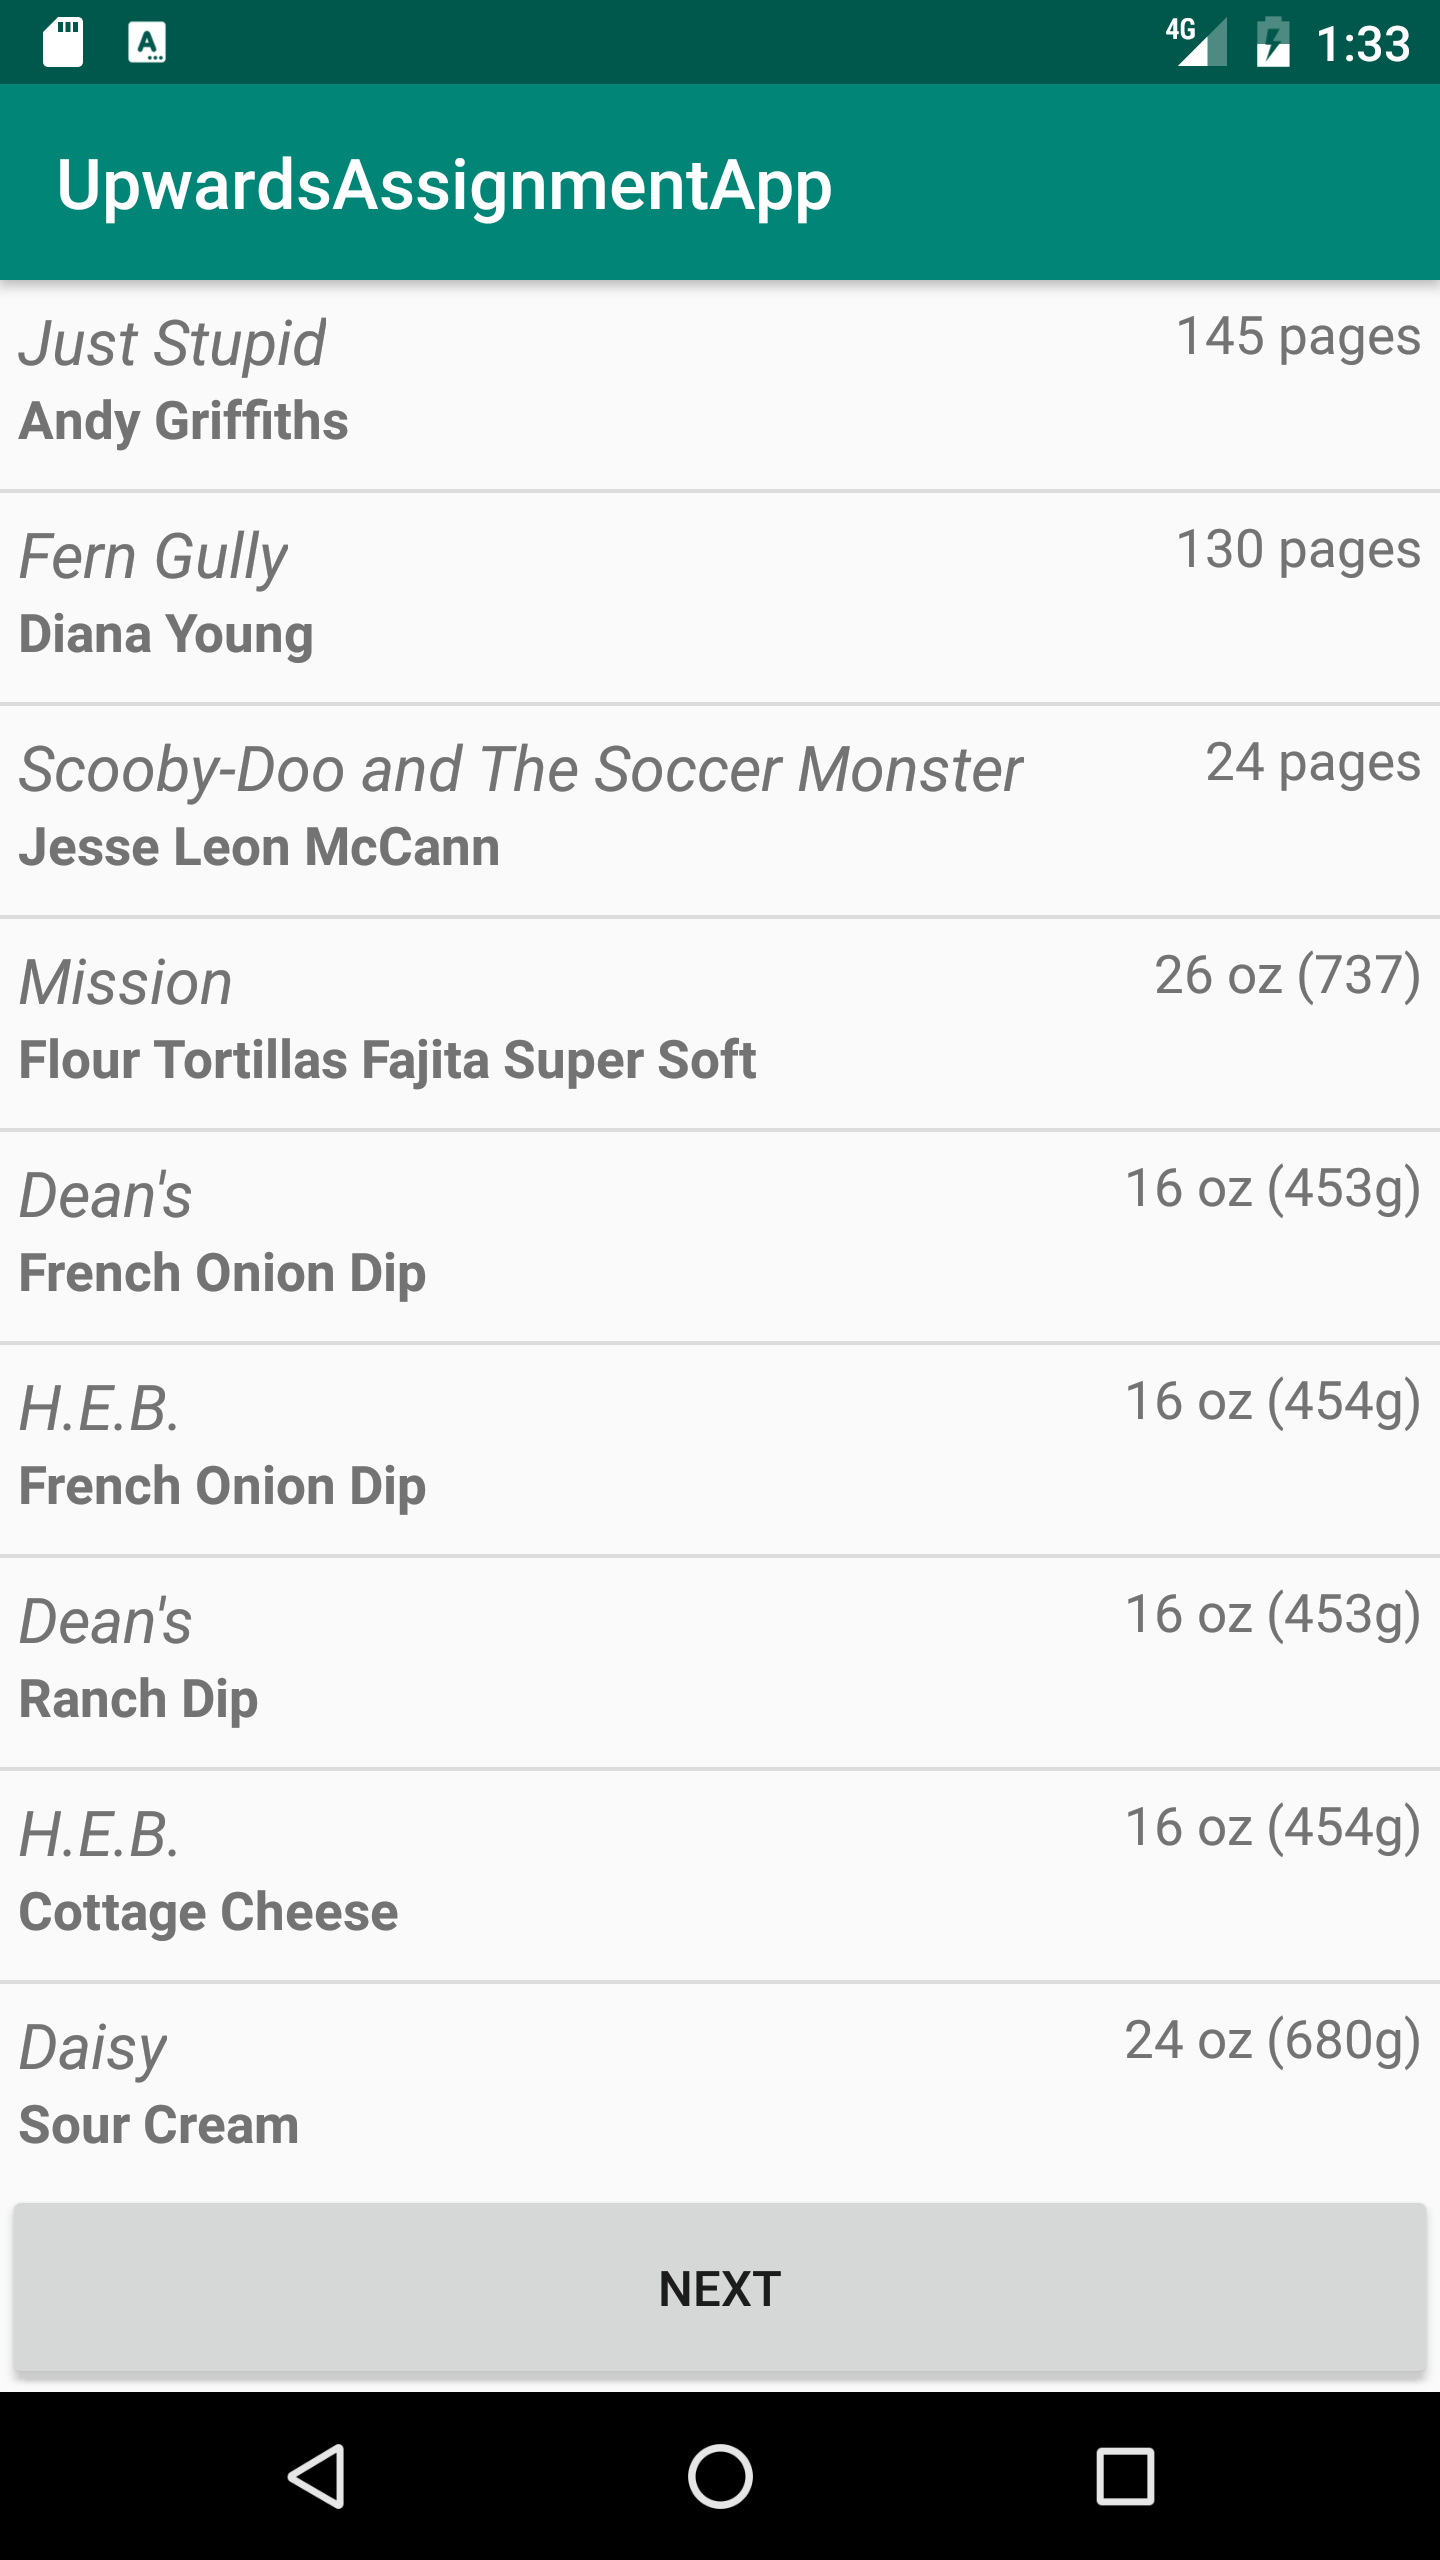 4G 1:33
UpwardsAssignmentApp
Just Stupid 145 pages
Andy Griffiths
Fern Gully 130 pages
Diana Young
Scooby-Doo and The Soccer Monster 24 pages
Jesse Leon McCann
Mission 26 oz (737)
Flour Tortillas Fajita Super Soft
Dean's 16 oz (453g)
French Onion Dip
H.E.B. 16 oz (454g)
French Onion Dip
Dean's 16 oz (453g)
Ranch Dip
H.E.B. 16 oz (454g)
Cottage Cheese
Daisy 24 oz (680g)
Sour Cream
NEXT